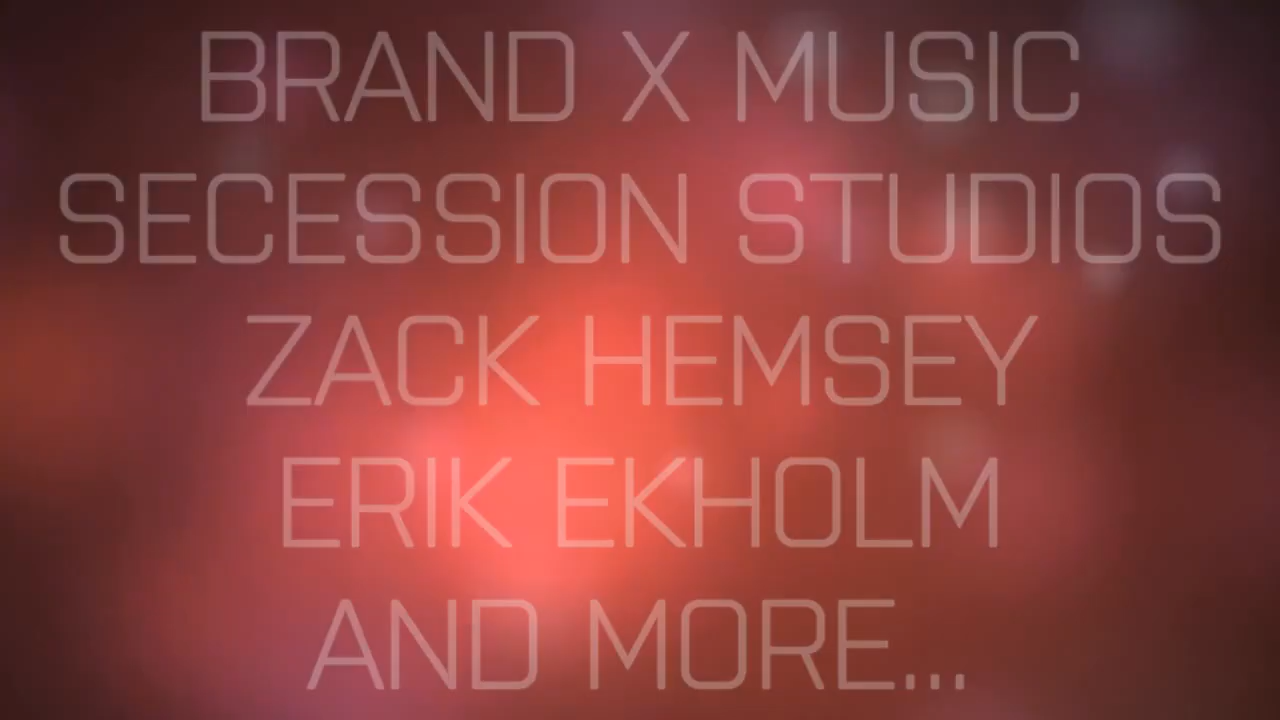 BRAND X MUSIC
SECESSION STUDIOS
ZACK HEMSEY
ERIK EKHOLM
AND MORE...